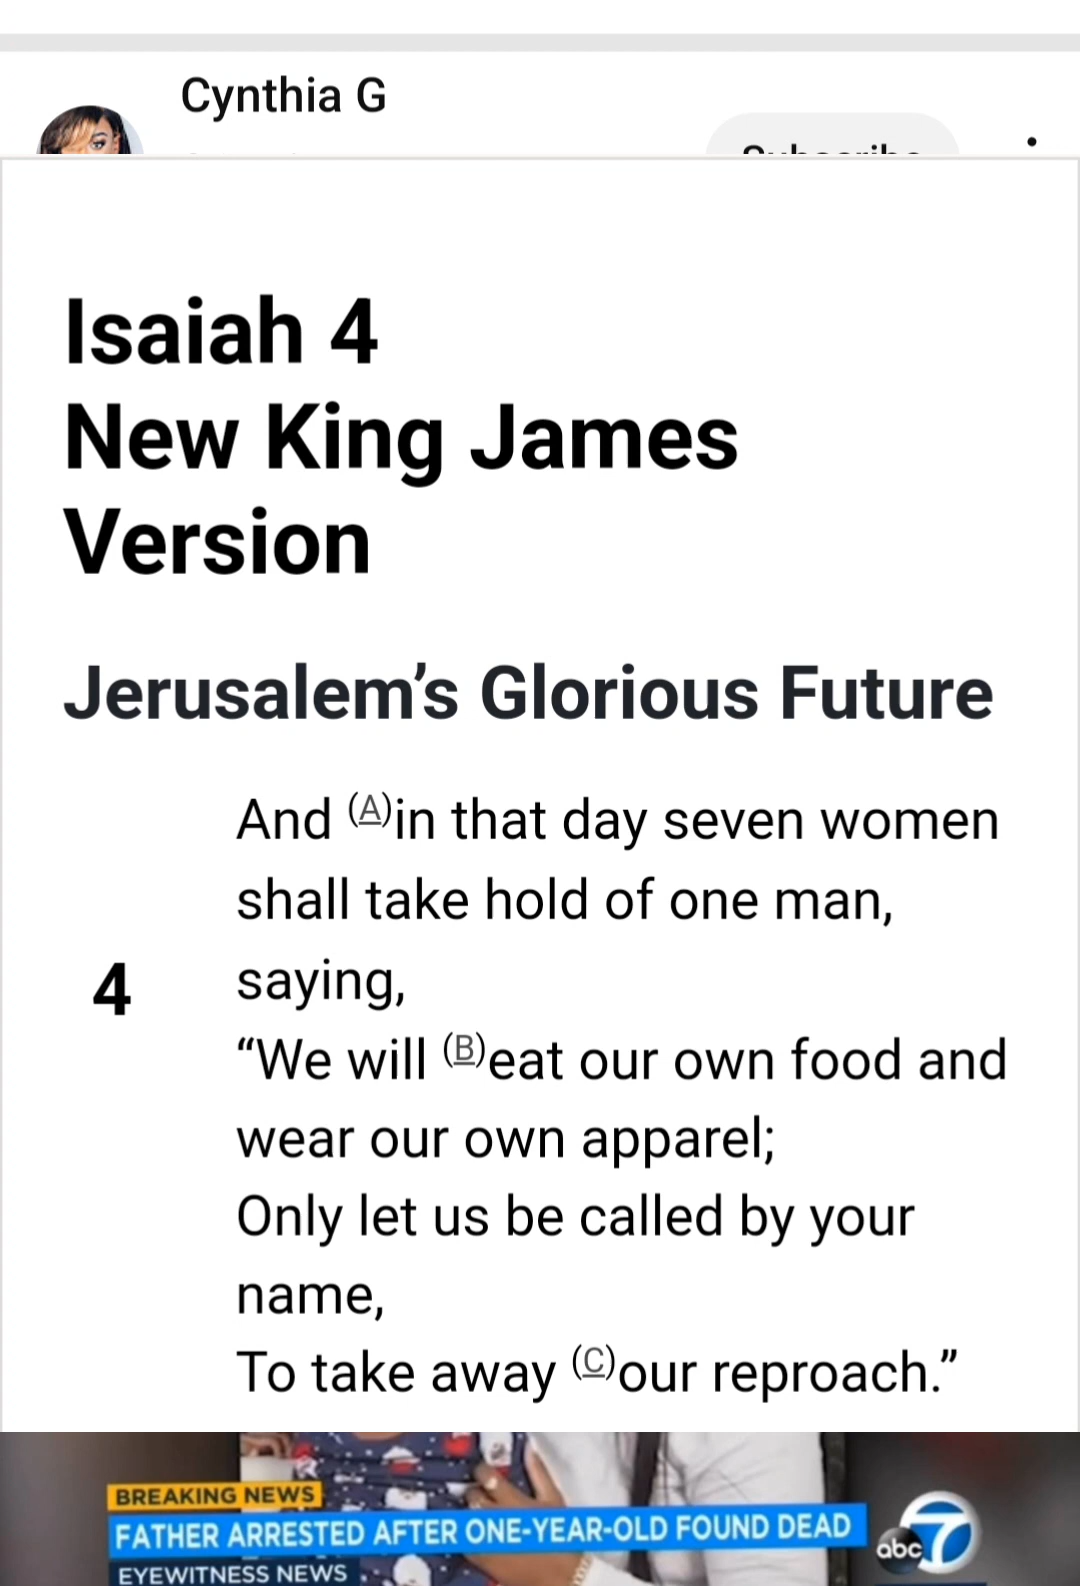 Cynthia G
Subscribe
Isaiah 4
New King James
Version
Jerusalem’s Glorious Future
And (A)in that day seven women
shall take hold of one man,
4 saying,
“We will (B)eat our own food and
wear our own apparel;
Only let us be called by your
name,
To take away (C)our reproach.”
BREAKING NEWS
FATHER ARRESTED AFTER ONE-YEAR-OLD FOUND DEAD
abc 7
EYEWITNESS NEWS